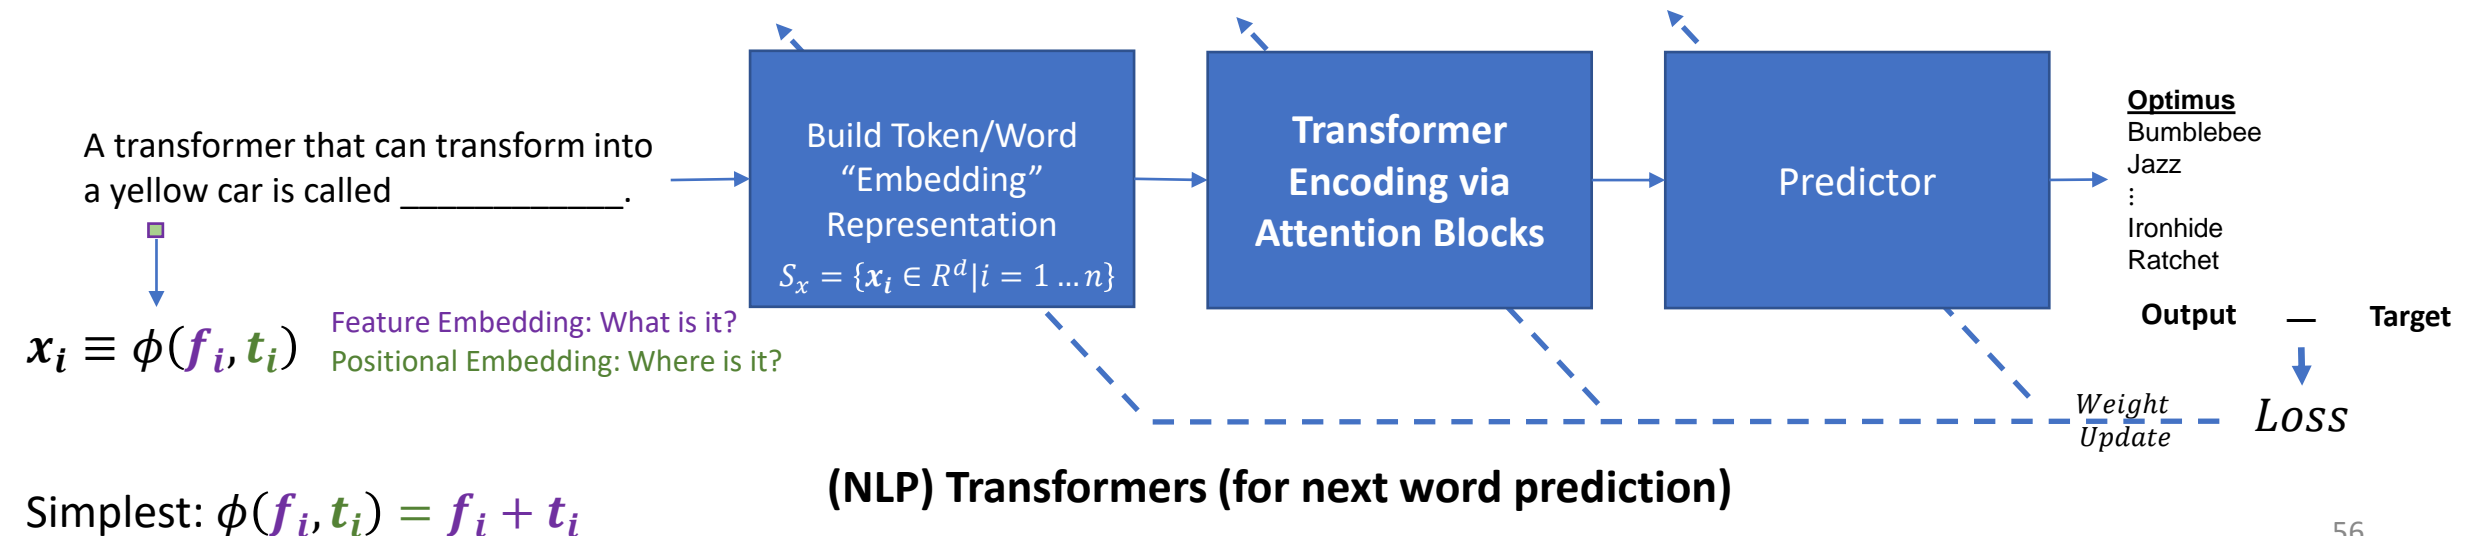 A transformer that can transform into
a yellow car is called ____________.
Build Token/Word
“Embedding”
Representation
Sₓ = {𝒙ᵢ ∈ Rᵈ|i = 1 … n}
Transformer
Encoding via
Attention Blocks
Predictor
Optimus
Bumblebee
Jazz
⋮
Ironhide
Ratchet
Output — Target
Loss
Weight
Update
𝒙ᵢ ≡ ϕ(𝒇ᵢ, 𝒕ᵢ)
Feature Embedding: What is it?
Positional Embedding: Where is it?
Simplest: ϕ(𝒇ᵢ, 𝒕ᵢ) = 𝒇ᵢ + 𝒕ᵢ
(NLP) Transformers (for next word prediction)
56